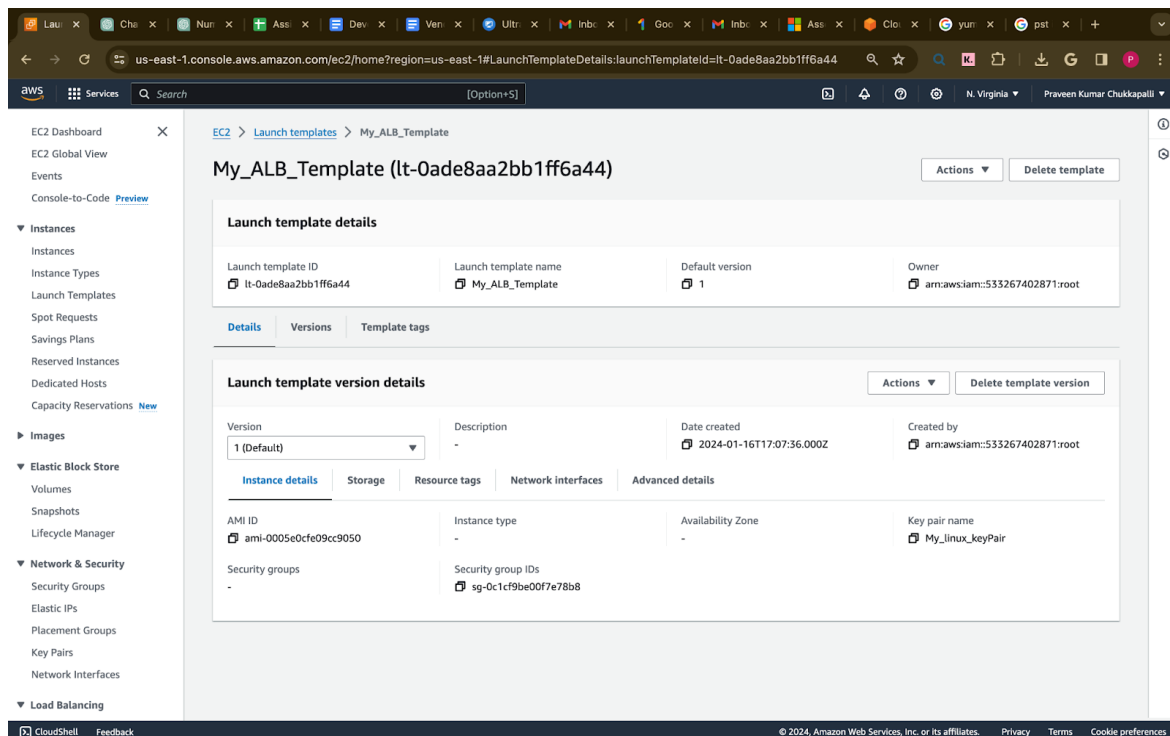 Laun
Cha
Num
Assi
Dev
Ven
Ultr
Inbo
Goo
Inbo
Ass
Clou
yum
pst
us-east-1.console.aws.amazon.com/ec2/home?region=us-east-1#LaunchTemplateDetails:launchTemplateId=lt-0ade8aa2bb1ff6a44
aws Services Search [Option+S] N. Virginia Praveen Kumar Chukkapalli
EC2 Dashboard
EC2 Global View
Events
Console-to-Code Preview
Instances
Instances
Instance Types
Launch Templates
Spot Requests
Savings Plans
Reserved Instances
Dedicated Hosts
Capacity Reservations New
Images
Elastic Block Store
Volumes
Snapshots
Lifecycle Manager
Network & Security
Security Groups
Elastic IPs
Placement Groups
Key Pairs
Network Interfaces
Load Balancing
EC2 > Launch templates > My_ALB_Template
My_ALB_Template (lt-0ade8aa2bb1ff6a44)
Actions Delete template
Launch template details
Launch template ID
lt-0ade8aa2bb1ff6a44
Launch template name
My_ALB_Template
Default version
1
Owner
arn:aws:iam::533267402871:root
Details Versions Template tags
Launch template version details
Actions Delete template version
Version
1 (Default)
Description
-
Date created
2024-01-16T17:07:36.000Z
Created by
arn:aws:iam::533267402871:root
Instance details Storage Resource tags Network interfaces Advanced details
AMI ID
ami-0005e0cfe09cc9050
Instance type
-
Availability Zone
-
Key pair name
My_linux_keyPair
Security groups
-
Security group IDs
sg-0c1cf9be00f7e78b8
CloudShell Feedback © 2024, Amazon Web Services, Inc. or its affiliates. Privacy Terms Cookie preferences